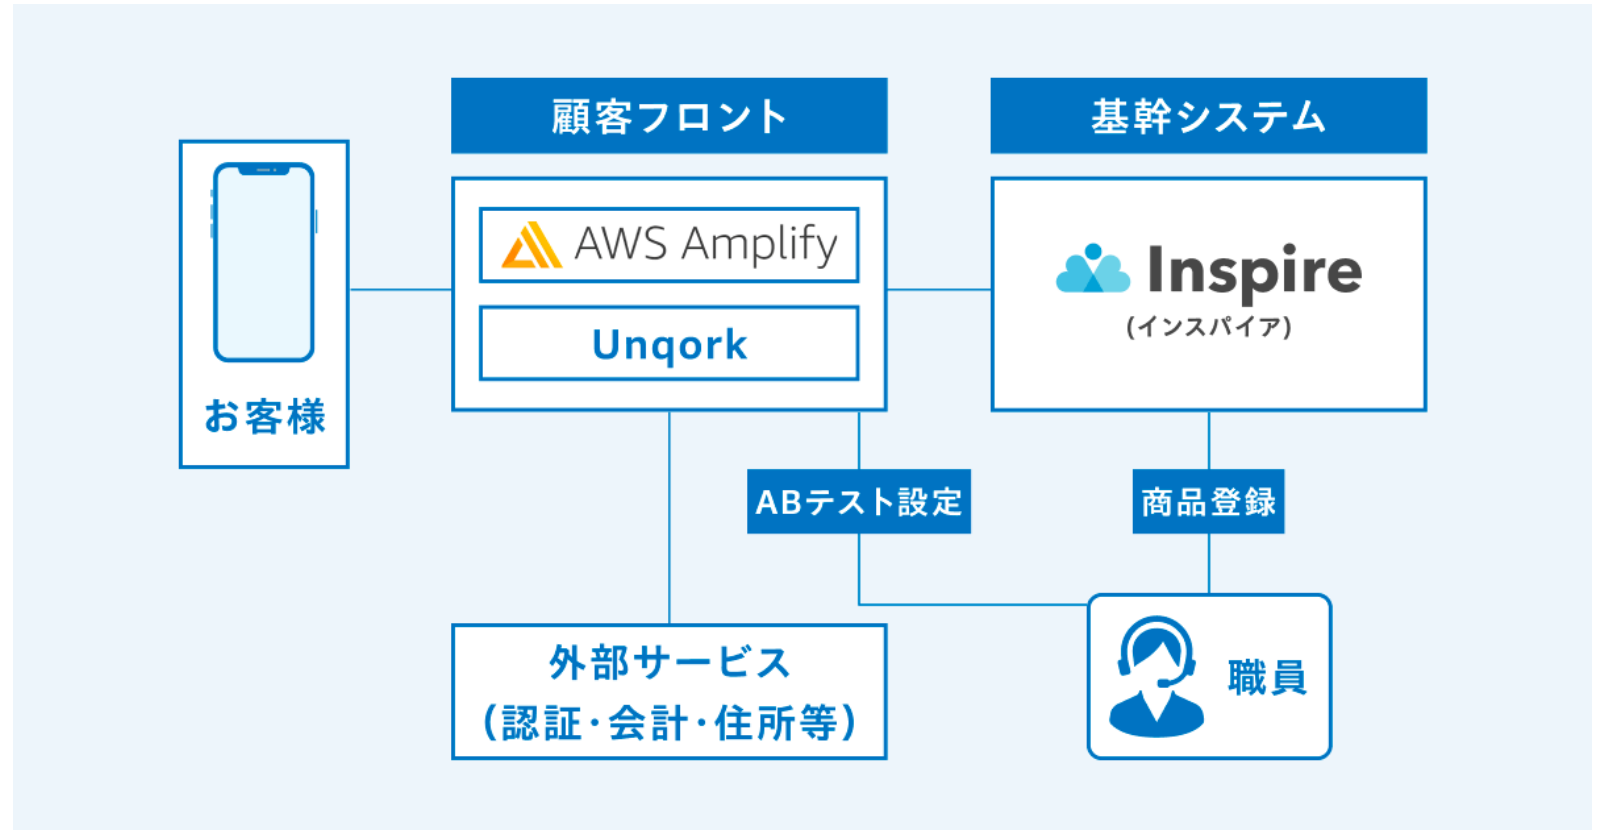 顧客フロント
基幹システム
AWS Amplify
Unqork
Inspire
(インスパイア)
お客様
ABテスト設定
商品登録
外部サービス
(認証・会計・住所等)
職員